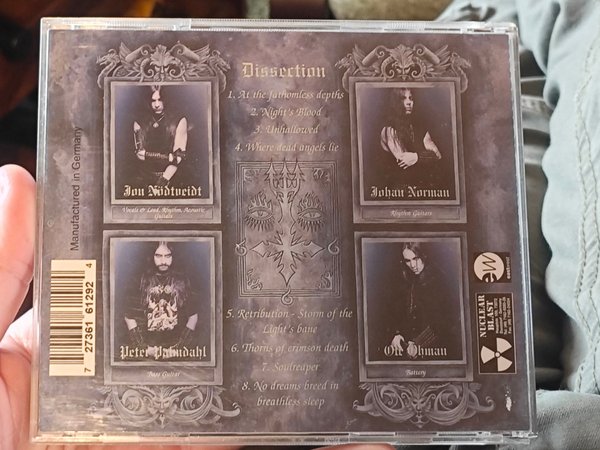 Dissection
1. At the fathomless depths
2. Night's Blood
3. Unhallowed
4. Where dead angels lie
Jon Nödtveidt
Vocals & Lead, Rhythm, Acoustic
Guitars
Johan Norman
Rhythm Guitars
5. Retribution - Storm of the
Light's bane
6. Thorns of crimson death
7. Soulreaper
8. No dreams breed in
breathless sleep
Peter Palmdahl
Bass Guitar
Ole Öhman
Battery
Manufactured in Germany
7 27361 61292 4
NUCLEAR
BLAST